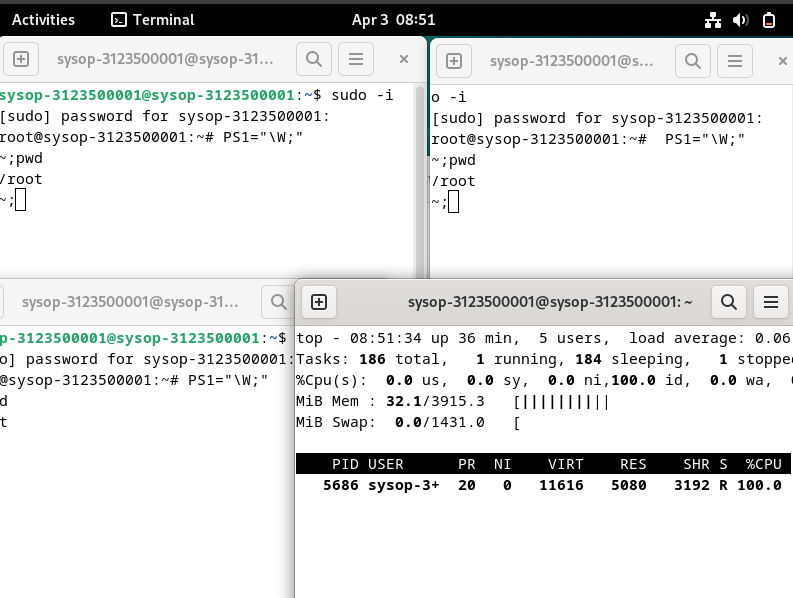 Activities Terminal Apr 3 08:51
sysop-3123500001@sysop-31...
sysop-3123500001@sysop-3123500001:~$ sudo -i
[sudo] password for sysop-3123500001:
root@sysop-3123500001:~# PS1="\W;"
~;pwd
/root
~;
sysop-3123500001@s...
o -i
[sudo] password for sysop-3123500001:
root@sysop-3123500001:~#  PS1="\W;"
~;pwd
/root
~;
sysop-3123500001@sysop-31...
p-3123500001@sysop-3123500001:~$
o] password for sysop-3123500001:
@sysop-3123500001:~# PS1="\W;"
d
t
sysop-3123500001@sysop-3123500001: ~
top - 08:51:34 up 36 min,  5 users,  load average: 0.06
Tasks: 186 total,   1 running, 184 sleeping,   1 stoppe
%Cpu(s):  0.0 us,  0.0 sy,  0.0 ni,100.0 id,  0.0 wa,
MiB Mem : 32.1/3915.3   [||||||||||
MiB Swap:  0.0/1431.0   [
PID USER      PR  NI    VIRT    RES    SHR S  %CPU
5686 sysop-3+  20   0   11616   5080   3192 R 100.0